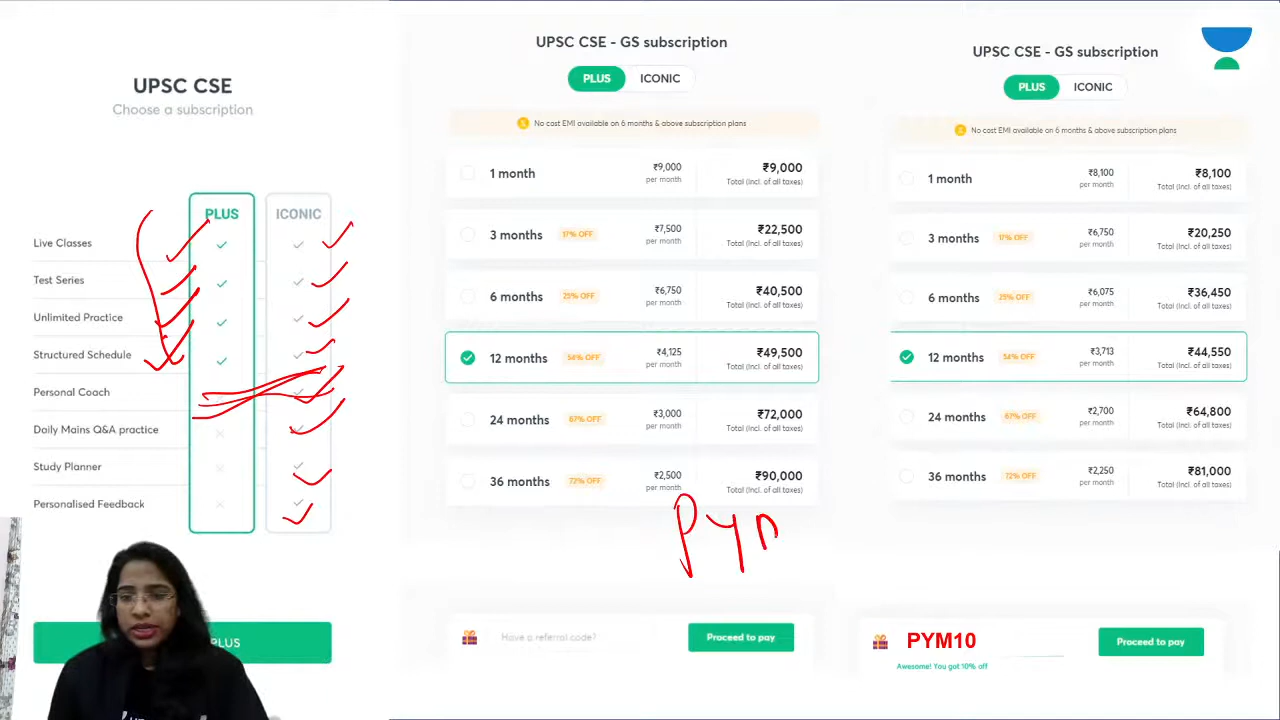 UPSC CSE
Choose a subscription
PLUS
ICONIC
Live Classes
Test Series
Unlimited Practice
Structured Schedule
Personal Coach
Daily Mains Q&A practice
Study Planner
Personalised Feedback
PLUS
UPSC CSE - GS subscription
PLUS
ICONIC
No cost EMI available on 6 months & above subscription plans
1 month
₹9,000
per month
₹9,000
Total (Incl. of all taxes)
3 months
17% OFF
₹7,500
per month
₹22,500
Total (Incl. of all taxes)
6 months
25% OFF
₹6,750
per month
₹40,500
Total (Incl. of all taxes)
12 months
54% OFF
₹4,125
per month
₹49,500
Total (Incl. of all taxes)
24 months
67% OFF
₹3,000
per month
₹72,000
Total (Incl. of all taxes)
36 months
72% OFF
₹2,500
per month
₹90,000
Total (Incl. of all taxes)
Pym
Have a referral code?
Proceed to pay
UPSC CSE - GS subscription
PLUS
ICONIC
No cost EMI available on 6 months & above subscription plans
1 month
₹8,100
per month
₹8,100
Total (Incl. of all taxes)
3 months
17% OFF
₹6,750
per month
₹20,250
Total (Incl. of all taxes)
6 months
25% OFF
₹6,075
per month
₹36,450
Total (Incl. of all taxes)
12 months
54% OFF
₹3,713
per month
₹44,550
Total (Incl. of all taxes)
24 months
67% OFF
₹2,700
per month
₹64,800
Total (Incl. of all taxes)
36 months
72% OFF
₹2,250
per month
₹81,000
Total (Incl. of all taxes)
PYM10
Awesome! You got 10% off
Proceed to pay